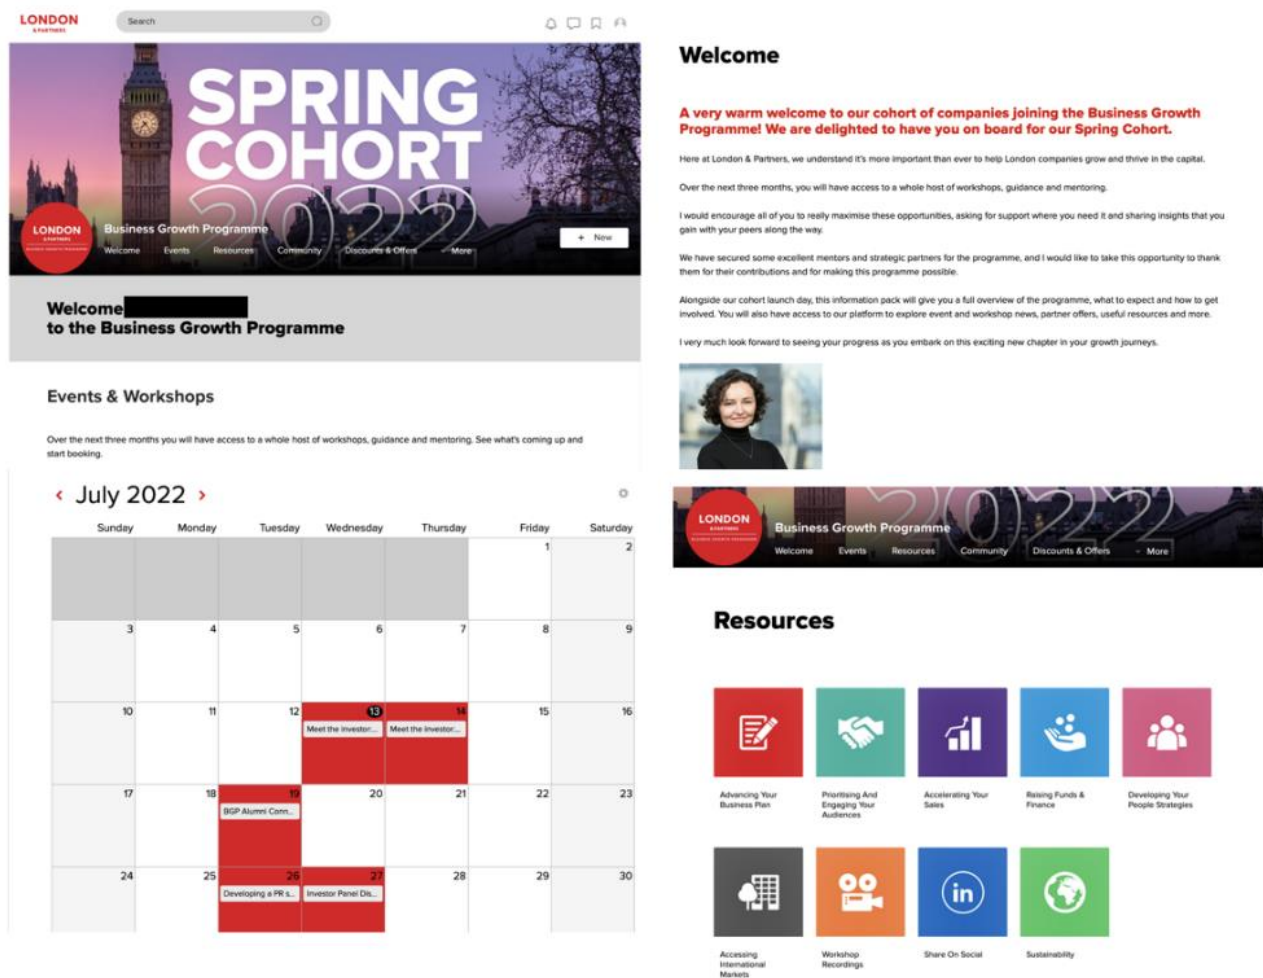 LONDON
& PARTNERS
Search
SPRING
COHORT
2022
LONDON
& PARTNERS
BUSINESS GROWTH PROGRAMME
Business Growth Programme
Welcome Events Resources Community Discounts & Offers More
+ New
Welcome
to the Business Growth Programme
Events & Workshops
Over the next three months you will have access to a whole host of workshops, guidance and mentoring. See what's coming up and
start booking.
‹ July 2022 ›
Sunday Monday Tuesday Wednesday Thursday Friday Saturday
1 2
3 4 5 6 7 8 9
10 11 12 13 14 15 16
Meet the Investor:... Meet the Investor:...
17 18 19 20 21 22 23
BGP Alumni Conn...
24 25 26 27 28 29 30
Developing a PR s... Investor Panel Dis...
Welcome
A very warm welcome to our cohort of companies joining the Business Growth
Programme! We are delighted to have you on board for our Spring Cohort.
Here at London & Partners, we understand it's more important than ever to help London companies grow and thrive in the capital.
Over the next three months, you will have access to a whole host of workshops, guidance and mentoring.
I would encourage all of you to really maximise these opportunities, asking for support where you need it and sharing insights that you
gain with your peers along the way.
We have secured some excellent mentors and strategic partners for the programme, and I would like to take this opportunity to thank
them for their contributions and for making this programme possible.
Alongside our cohort launch day, this information pack will give you a full overview of the programme, what to expect and how to get
involved. You will also have access to our platform to explore event and workshop news, partner offers, useful resources and more.
I very much look forward to seeing your progress as you embark on this exciting new chapter in your growth journeys.
2022
LONDON
& PARTNERS
BUSINESS GROWTH PROGRAMME
Business Growth Programme
Welcome Events Resources Community Discounts & Offers More
Resources
Advancing Your
Business Plan
Prioritising And
Engaging Your
Audiences
Accelerating Your
Sales
Raising Funds &
Finance
Developing Your
People Strategies
in
Accessing
International
Markets
Workshop
Recordings
Share On Social
Sustainability